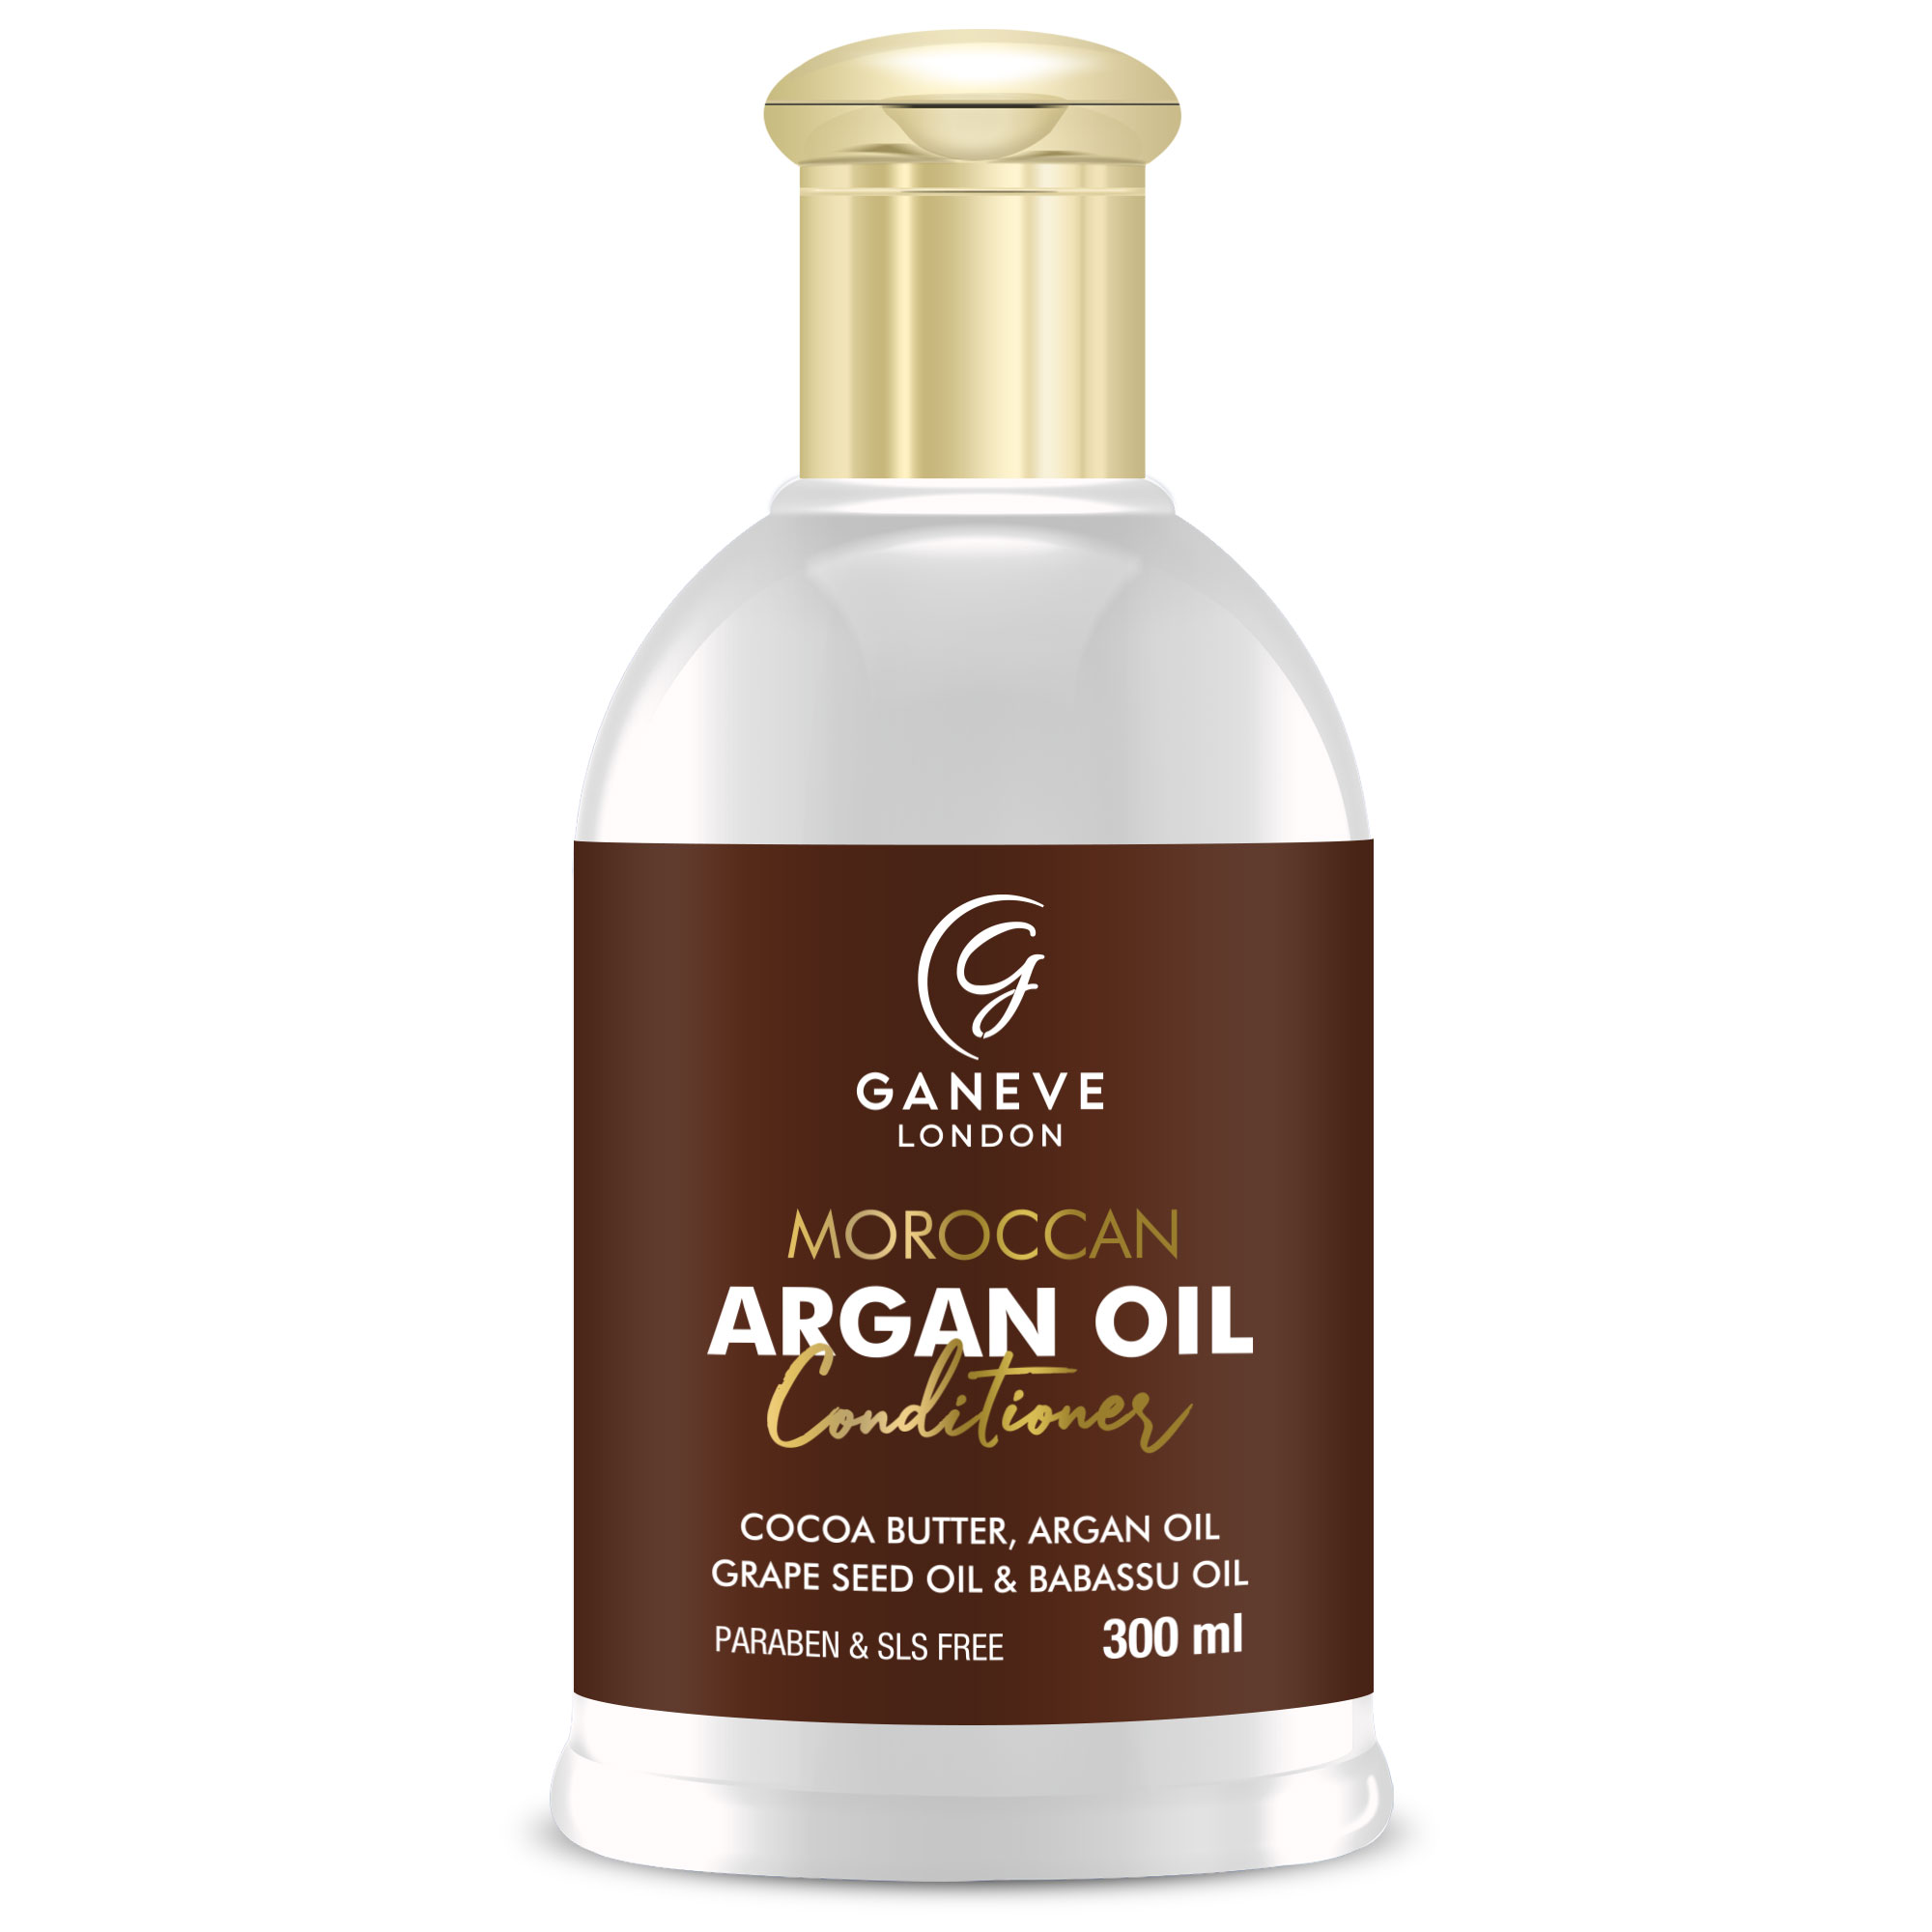 G
GANEVE
LONDON
MOROCCAN
ARGAN OIL
Conditioner
COCOA BUTTER, ARGAN OIL
GRAPE SEED OIL & BABASSU OIL
PARABEN & SLS FREE 300 ml